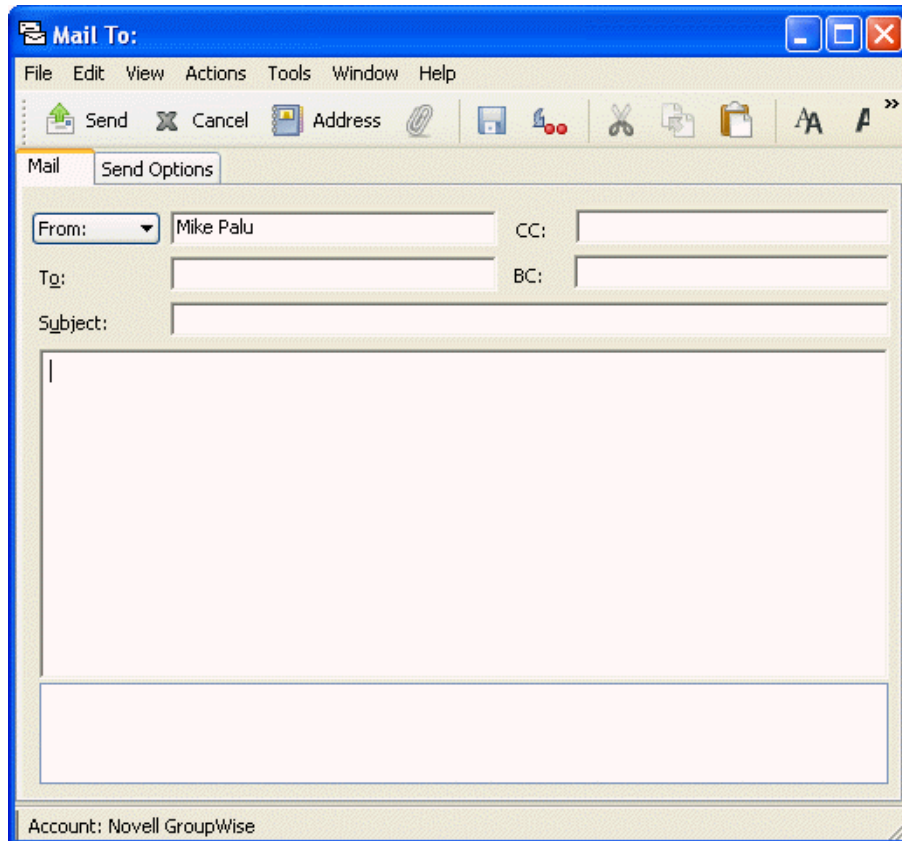 Mail To:
File Edit View Actions Tools Window Help
Send Cancel Address
Mail Send Options
From: Mike Palu CC:
To: BC:
Subject:
Account: Novell GroupWise